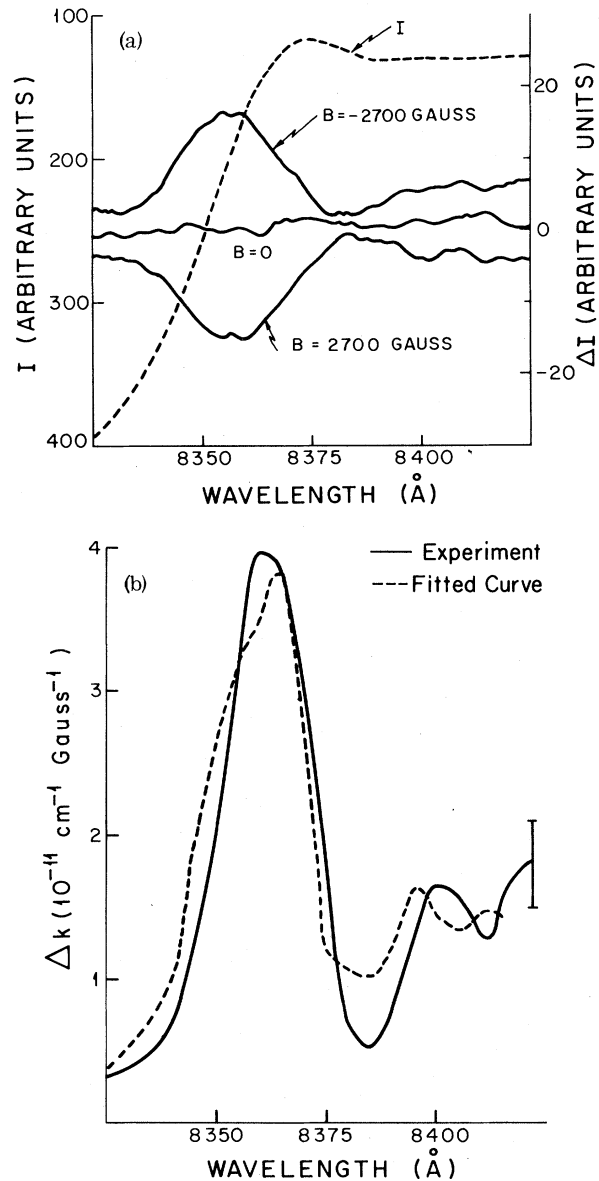 (a)
I
100
200
300
400
I (ARBITRARY UNITS)
B=-2700 GAUSS
B=0
B = 2700 GAUSS
20
0
-20
ΔI (ARBITRARY UNITS)
8350 8375 8400
WAVELENGTH (Å)
(b)
Experiment
Fitted Curve
4
3
2
1
Δk (10⁻¹¹ cm⁻¹ Gauss⁻¹)
8350 8375 8400
WAVELENGTH (Å)